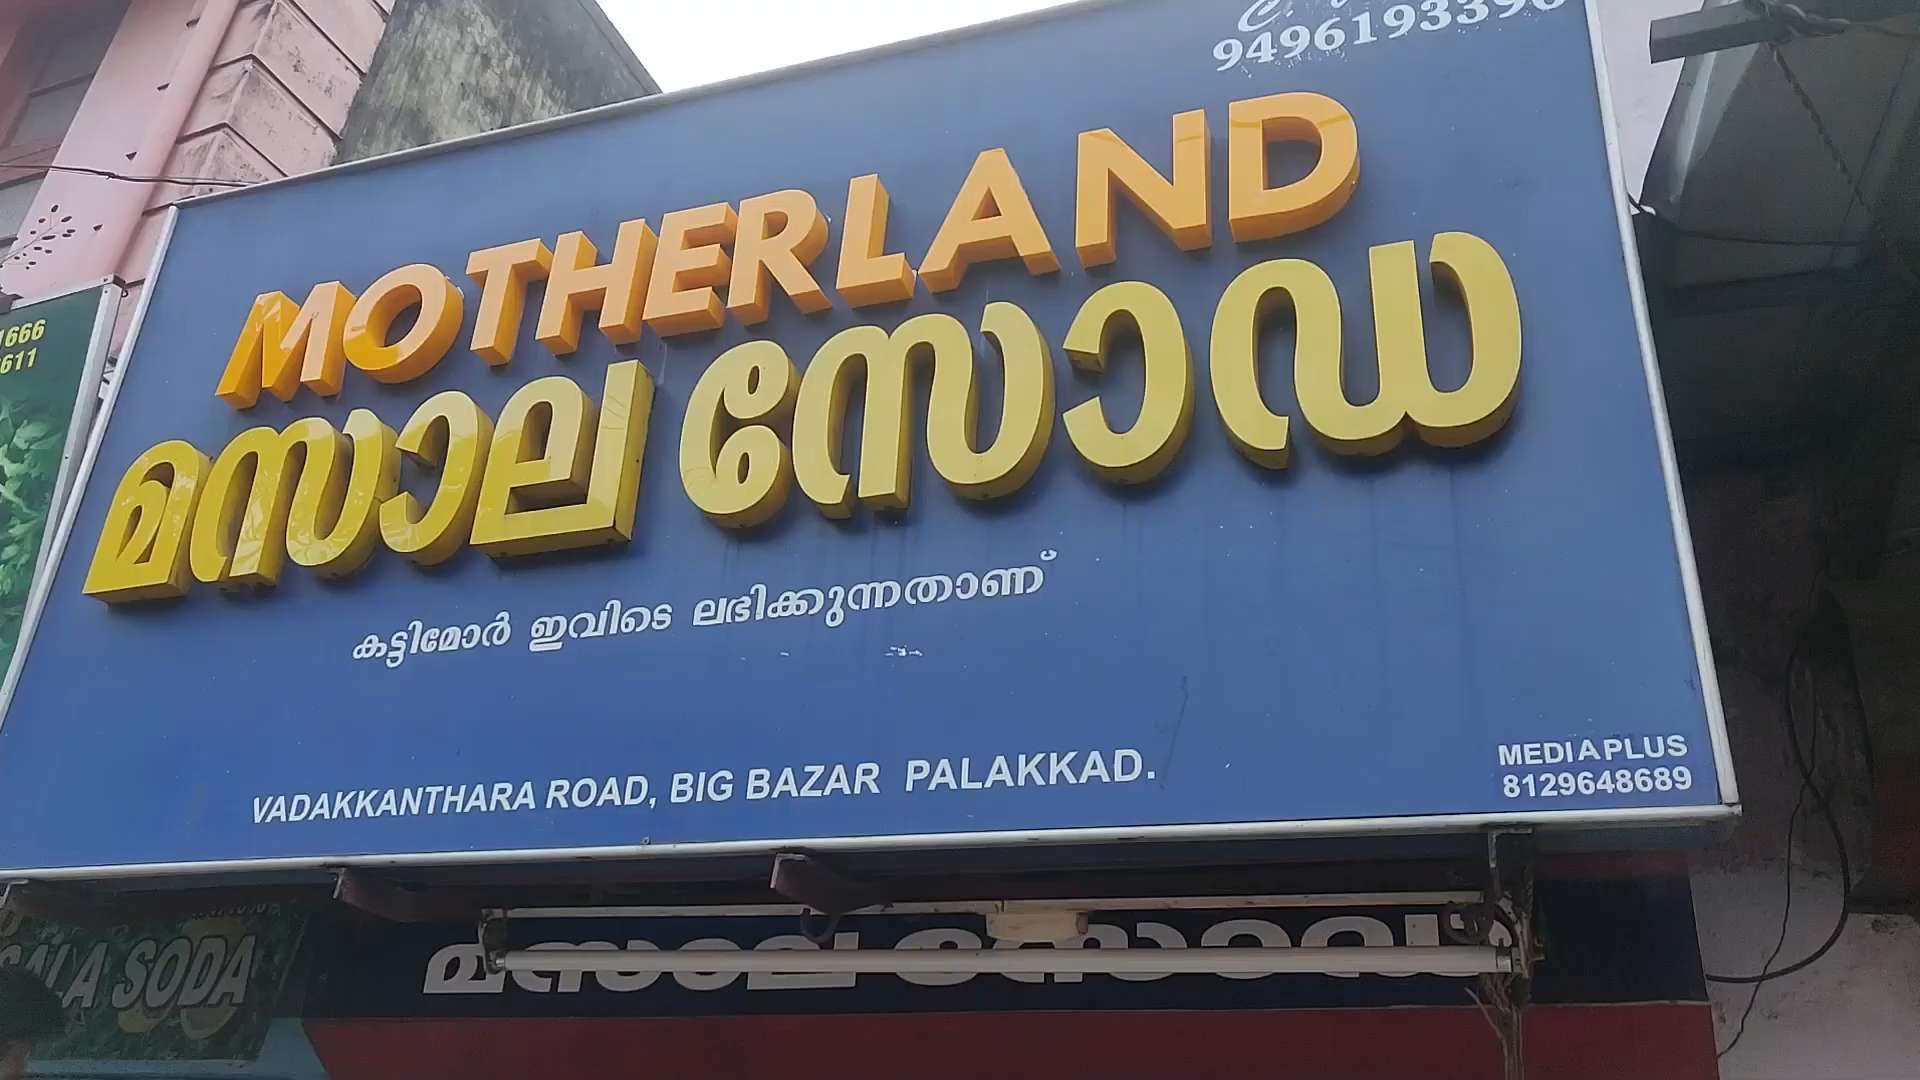 9496193396
MOTHERLAND
മസാല സോഡ
കട്ടിമോർ ഇവിടെ ലഭിക്കുന്നതാണ്
VADAKKANTHARA ROAD, BIG BAZAR PALAKKAD.
MEDIA PLUS
8129648689
1666
611
മസാല സോഡ
ALA SODA